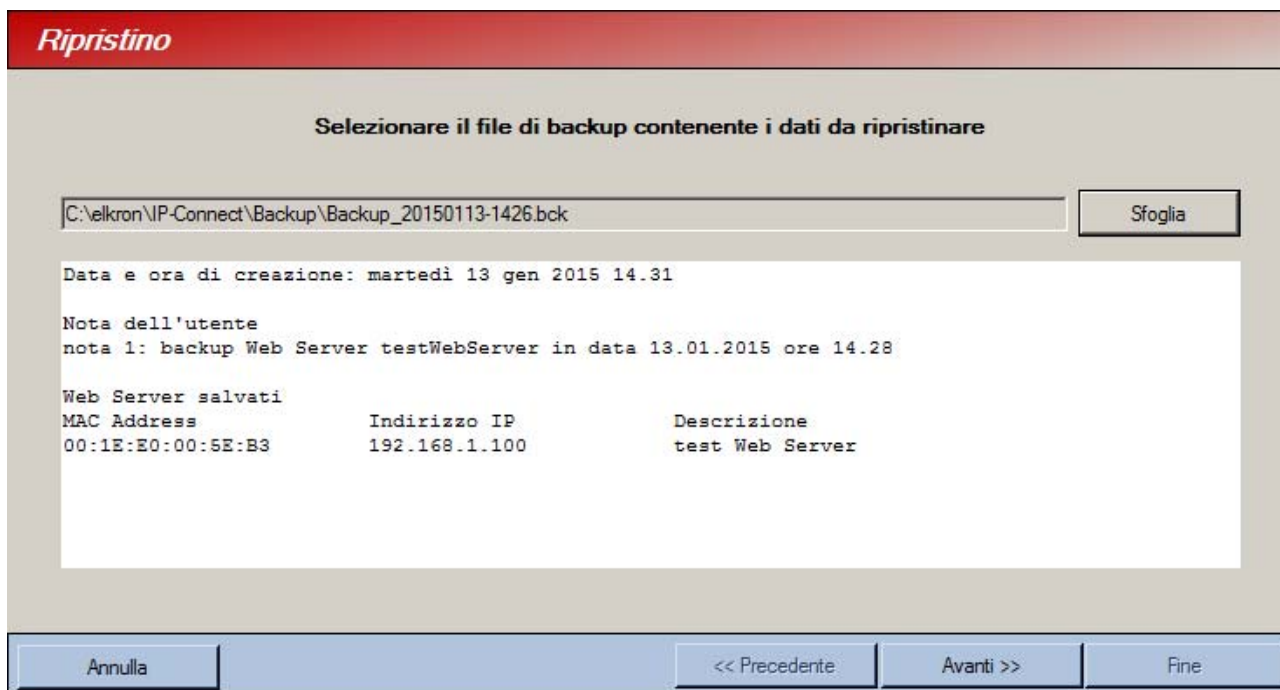 Ripristino
Selezionare il file di backup contenente i dati da ripristinare
C:\elkron\IP-Connect\Backup\Backup_20150113-1426.bck
Sfoglia
Data e ora di creazione: martedì 13 gen 2015 14.31
Nota dell'utente
nota 1: backup Web Server testWebServer in data 13.01.2015 ore 14.28
Web Server salvati
MAC Address Indirizzo IP Descrizione
00:1E:E0:00:5E:B3 192.168.1.100 test Web Server
Annulla << Precedente Avanti >> Fine